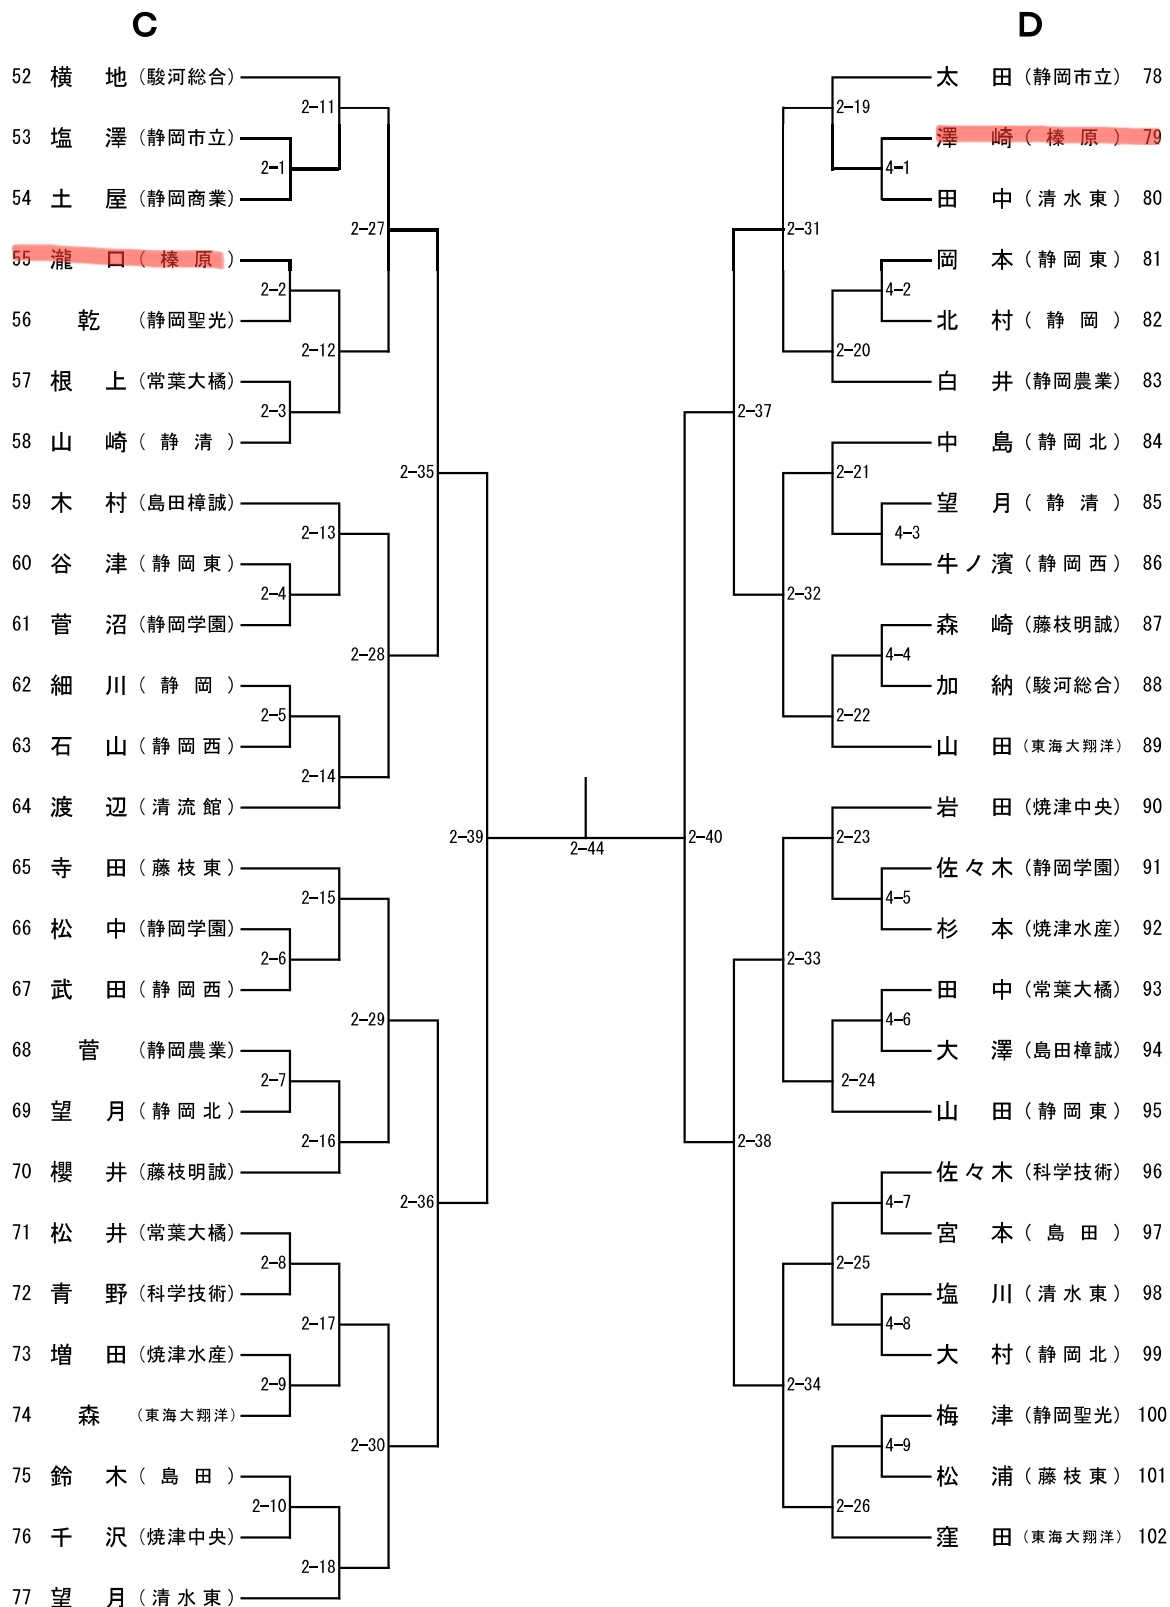 C
52 横 地 (駿河総合)
2-11
53 塩 澤 (静岡市立)
2-1
54 土 屋 (静岡商業)
2-27
55 瀧 口 (榛 原)
2-2
56 乾 (静岡聖光)
2-12
57 根 上 (常葉大橘)
2-3
58 山 崎 (静 清)
2-35
59 木 村 (島田樟誠)
2-13
60 谷 津 (静岡東)
2-4
61 菅 沼 (静岡学園)
2-28
62 細 川 (静 岡)
2-5
63 石 山 (静岡西)
2-14
64 渡 辺 (清流館)
2-39
65 寺 田 (藤枝東)
2-15
66 松 中 (静岡学園)
2-6
67 武 田 (静岡西)
2-29
68 菅 (静岡農業)
2-7
69 望 月 (静岡北)
2-16
70 櫻 井 (藤枝明誠)
2-36
71 松 井 (常葉大橘)
2-8
72 青 野 (科学技術)
2-17
73 増 田 (焼津水産)
2-9
74 森 (東海大翔洋)
2-30
75 鈴 木 (島 田)
2-10
76 千 沢 (焼津中央)
2-18
77 望 月 (清水東)
2-44
D
太 田 (静岡市立) 78
2-19
澤 崎 (榛 原) 79
4-1
田 中 (清水東) 80
2-31
岡 本 (静岡東) 81
4-2
北 村 (静 岡) 82
2-20
白 井 (静岡農業) 83
2-37
中 島 (静岡北) 84
2-21
望 月 (静 清) 85
4-3
牛ノ濱 (静岡西) 86
2-32
森 崎 (藤枝明誠) 87
4-4
加 納 (駿河総合) 88
2-22
山 田 (東海大翔洋) 89
岩 田 (焼津中央) 90
2-40
2-23
佐々木 (静岡学園) 91
4-5
杉 本 (焼津水産) 92
2-33
田 中 (常葉大橘) 93
4-6
大 澤 (島田樟誠) 94
2-24
山 田 (静岡東) 95
2-38
佐々木 (科学技術) 96
4-7
宮 本 (島 田) 97
2-25
塩 川 (清水東) 98
4-8
大 村 (静岡北) 99
2-34
梅 津 (静岡聖光) 100
4-9
松 浦 (藤枝東) 101
2-26
窪 田 (東海大翔洋) 102